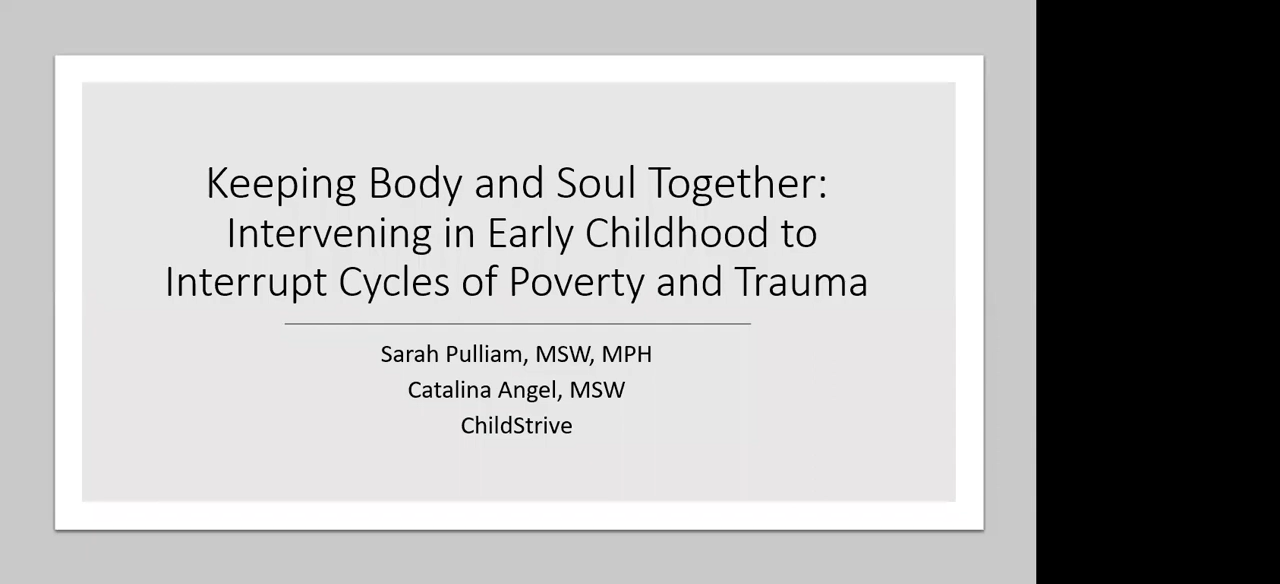 Keeping Body and Soul Together:
Intervening in Early Childhood to
Interrupt Cycles of Poverty and Trauma
Sarah Pulliam, MSW, MPH
Catalina Angel, MSW
ChildStrive